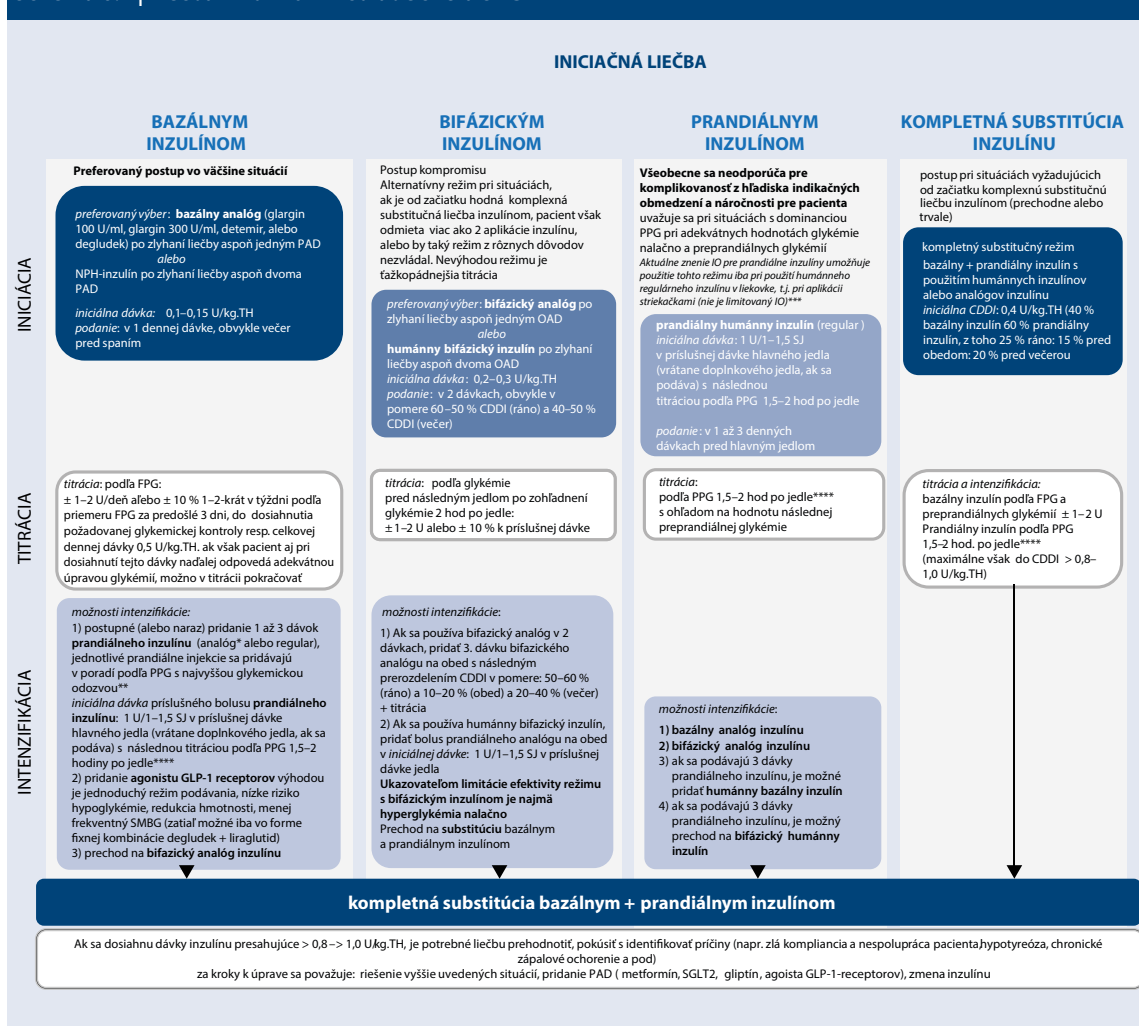 INICIAČNÁ LIEČBA
BAZÁLNYM
INZULÍNOM
Preferovaný postup vo väčšine situácií
preferovaný výber: bazálny analóg (glargin
100 U/ml, glargin 300 U/ml, detemir, alebo
degludek) po zlyhaní liečby aspoň jedným PAD
alebo
NPH-inzulín po zlyhaní liečby aspoň dvoma
PAD
iniciálna dávka: 0,1–0,15 U/kg.TH
podanie: v 1 dennej dávke, obvykle večer
pred spaním
BIFÁZICKÝM
INZULÍNOM
Postup kompromisu
Alternatívny režim pri situáciách,
ak je od začiatku hodná komplexná
substitučná liečba inzulínom, pacient však
odmieta viac ako 2 aplikácie inzulínu,
alebo by taký režim z rôznych dôvodov
nezvládal. Nevýhodou režimu je
ťažkopádnejšia titrácia
preferovaný výber: bifázický analóg po
zlyhaní liečby aspoň jedným OAD
alebo
humánny bifázický inzulín po zlyhaní
liečby aspoň dvoma OAD
iniciálna dávka: 0,2–0,3 U/kg.TH
podanie: v 2 dávkach, obvykle v
pomere 60–50 % CDDI (ráno) a 40–50 %
CDDI (večer)
PRANDIÁLNYM
INZULÍNOM
Všeobecne sa neodporúča pre
komplikovanosť z hľadiska indikačných
obmedzení a náročnosti pre pacienta
uvažuje sa pri situáciách s dominanciou
PPG pri adekvátnych hodnotách glykémie
nalačno a preprandiálnych glykémií
Aktuálne znenie IO pre prandiálne inzulíny umožňuje
použitie tohto režimu iba pri použití humánneho
regulárneho inzulínu v liekovke, t.j. pri aplikácii
striekačkami (nie je limitovaný IO)***
prandiálny humánny inzulín (regular )
iniciálna dávka: 1 U/1–1,5 SJ
v príslušnej dávke hlavného jedla
(vrátane doplnkového jedla, ak sa
podáva) s následnou
titráciou podľa PPG 1,5–2 hod po jedle
podanie: v 1 až 3 denných
dávkach pred hlavným jedlom
KOMPLETNÁ SUBSTITÚCIA
INZULÍNU
postup pri situáciách vyžadujúcich
od začiatku komplexnú substitučnú
liečbu inzulínom (prechodne alebo
trvale)
kompletný substitučný režim
bazálny + prandiálny inzulín s
použitím humánnych inzulínov
alebo analógov inzulínu
iniciálna CDDI: 0,4 U/kg.TH (40 %
bazálny inzulín 60 % prandiálny
inzulín, z toho 25 % ráno: 15 % pred
obedom: 20 % pred večerou
INICIÁCIA
TITRÁCIA
titrácia: podľa FPG:
± 1–2 U/deň aľebo ± 10 % 1–2-krát v týždni podľa
priemeru FPG za predošlé 3 dni, do dosiahnutia
požadovanej glykemickej kontroly resp. celkovej
dennej dávky 0,5 U/kg.TH. ak však pacient aj pri
dosiahnutí tejto dávky naďalej odpovedá adekvátnou
úpravou glykémií, možno v titrácii pokračovať
titrácia: podľa glykémie
pred následným jedlom po zohľadnení
glykémie 2 hod po jedle:
± 1–2 U alebo ± 10 % k príslušnej dávke
titrácia:
podľa PPG 1,5–2 hod po jedle****
s ohľadom na hodnotu následnej
preprandiálnej glykémie
titrácia a intenzifikácia:
bazálny inzulín podľa FPG a
preprandiálnych glykémií ± 1–2 U
Prandiálny inzulín podľa PPG
1,5–2 hod. po jedle****
(maximálne však do CDDI > 0,8–
1,0 U/kg.TH)
INTENZIFIKÁCIA
možnosti intenzifikácie:
1) postupné (alebo naraz) pridanie 1 až 3 dávok
prandiálneho inzulínu (analóg* alebo regular),
jednotlivé prandiálne injekcie sa pridávajú
v poradí podľa PPG s najvyššou glykemickou
odozvou**
iniciálna dávka príslušného bolusu prandiálneho
inzulínu: 1 U/1–1,5 SJ v príslušnej dávke
hlavného jedla (vrátane doplnkového jedla, ak sa
podáva) s následnou titráciou podľa PPG 1,5–2
hodiny po jedle****
2) pridanie agonistu GLP-1 receptorov výhodou
je jednoduchý režim podávania, nízke riziko
hypoglykémie, redukcia hmotnosti, menej
frekventný SMBG (zatiaľ možné iba vo forme
fixnej kombinácie degludek + liraglutid)
3) prechod na bifazický analóg inzulínu
možnosti intenzifikácie:
1) Ak sa používa bifazický analóg v 2
dávkach, pridať 3. dávku bifazického
analógu na obed s následným
prerozdelením CDDI v pomere: 50–60 %
(ráno) a 10–20 % (obed) a 20–40 % (večer)
+ titrácia
2) Ak sa používa humánny bifazický inzulín,
pridať bolus prandiálneho analógu na obed
v iniciálnej dávke: 1 U/1–1,5 SJ v príslušnej
dávke jedla
Ukazovateľom limitácie efektivity režimu
s bifázickým inzulínom je najmä
hyperglykémia nalačno
Prechod na substitúciu bazálnym
a prandiálnym inzulínom
možnosti intenzifikácie:
1) bazálny analóg inzulínu
2) bifázický analóg inzulínu
3) ak sa podávajú 3 dávky
prandiálneho inzulínu, je možné
pridať humánny bazálny inzulín
4) ak sa podávajú 3 dávky
prandiálneho inzulínu, je možný
prechod na bifázický humánny
inzulín
kompletná substitúcia bazálnym + prandiálnym inzulínom
Ak sa dosiahnu dávky inzulínu presahujúce > 0,8 –> 1,0 U/kg.TH, je potrebné liečbu prehodnotiť, pokúsiť s identifikovať príčiny (napr. zlá kompliancia a nespolupráca pacienta,hypotyreóza, chronické
zápalové ochorenie a pod)
za kroky k úprave sa považuje: riešenie vyššie uvedených situácií, pridanie PAD ( metformín, SGLT2, gliptín, agoista GLP-1-receptorov), zmena inzulínu